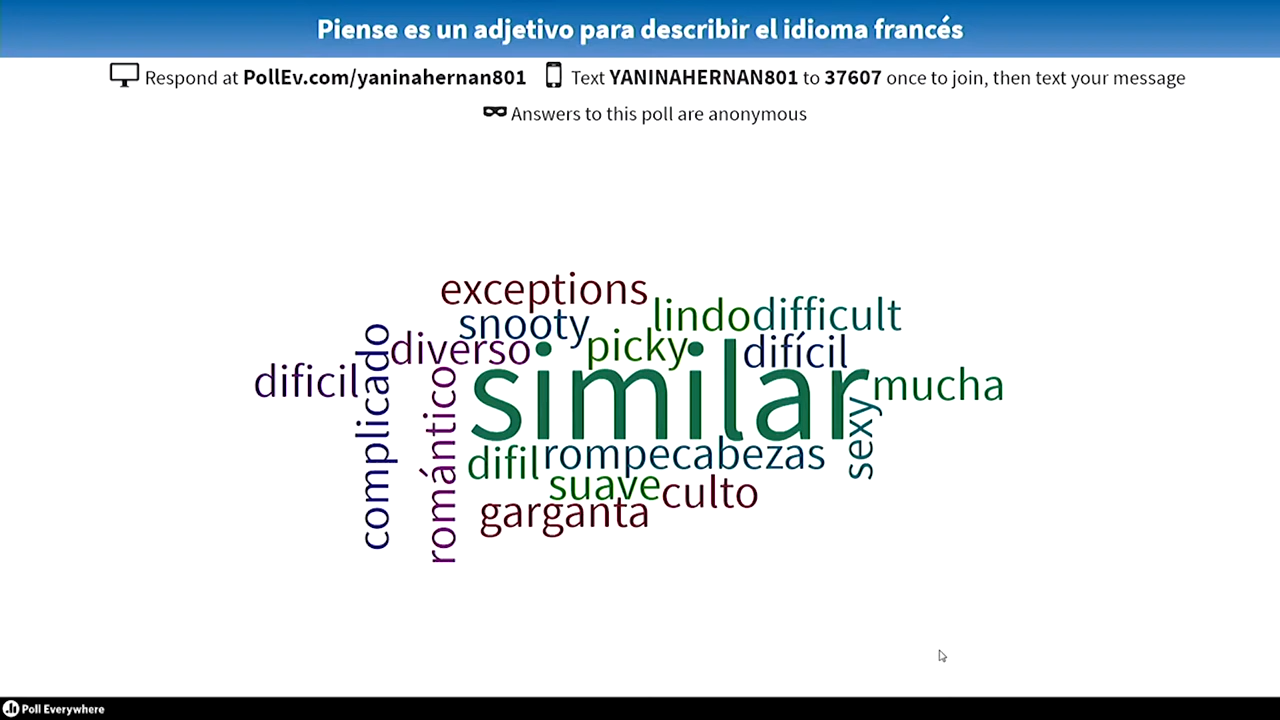 Piense es un adjetivo para describir el idioma francés
Respond at PollEv.com/yaninahernan801 Text YANINAHERNAN801 to 37607 once to join, then text your message
Answers to this poll are anonymous
exceptions
lindo difficult
snooty
diverso picky difícil
dificil
complicado
romántico
similar
mucha
sexy
difil rompecabezas
suave culto
garganta
Poll Everywhere